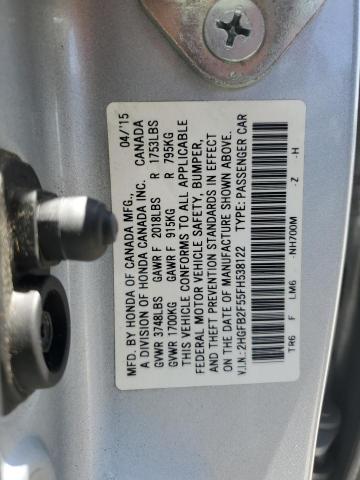 MFD. BY HONDA OF CANADA MFG., 04/'15
A DIVISION OF HONDA CANADA INC. CANADA
GVWR 3748LBS GAWR F 2018LBS R 1753LBS
GVWR 1700KG GAWR F 915KG R 795KG
THIS VEHICLE CONFORMS TO ALL APPLICABLE
FEDERAL MOTOR VEHICLE SAFETY, BUMPER,
AND THEFT PREVENTION STANDARDS IN EFFECT
ON THE DATE OF MANUFACTURE SHOWN ABOVE.
V.I.N.: 2HGFB2F55FH538122 TYPE: PASSENGER CAR
TR6 F LM6 -NH700M -Z -H